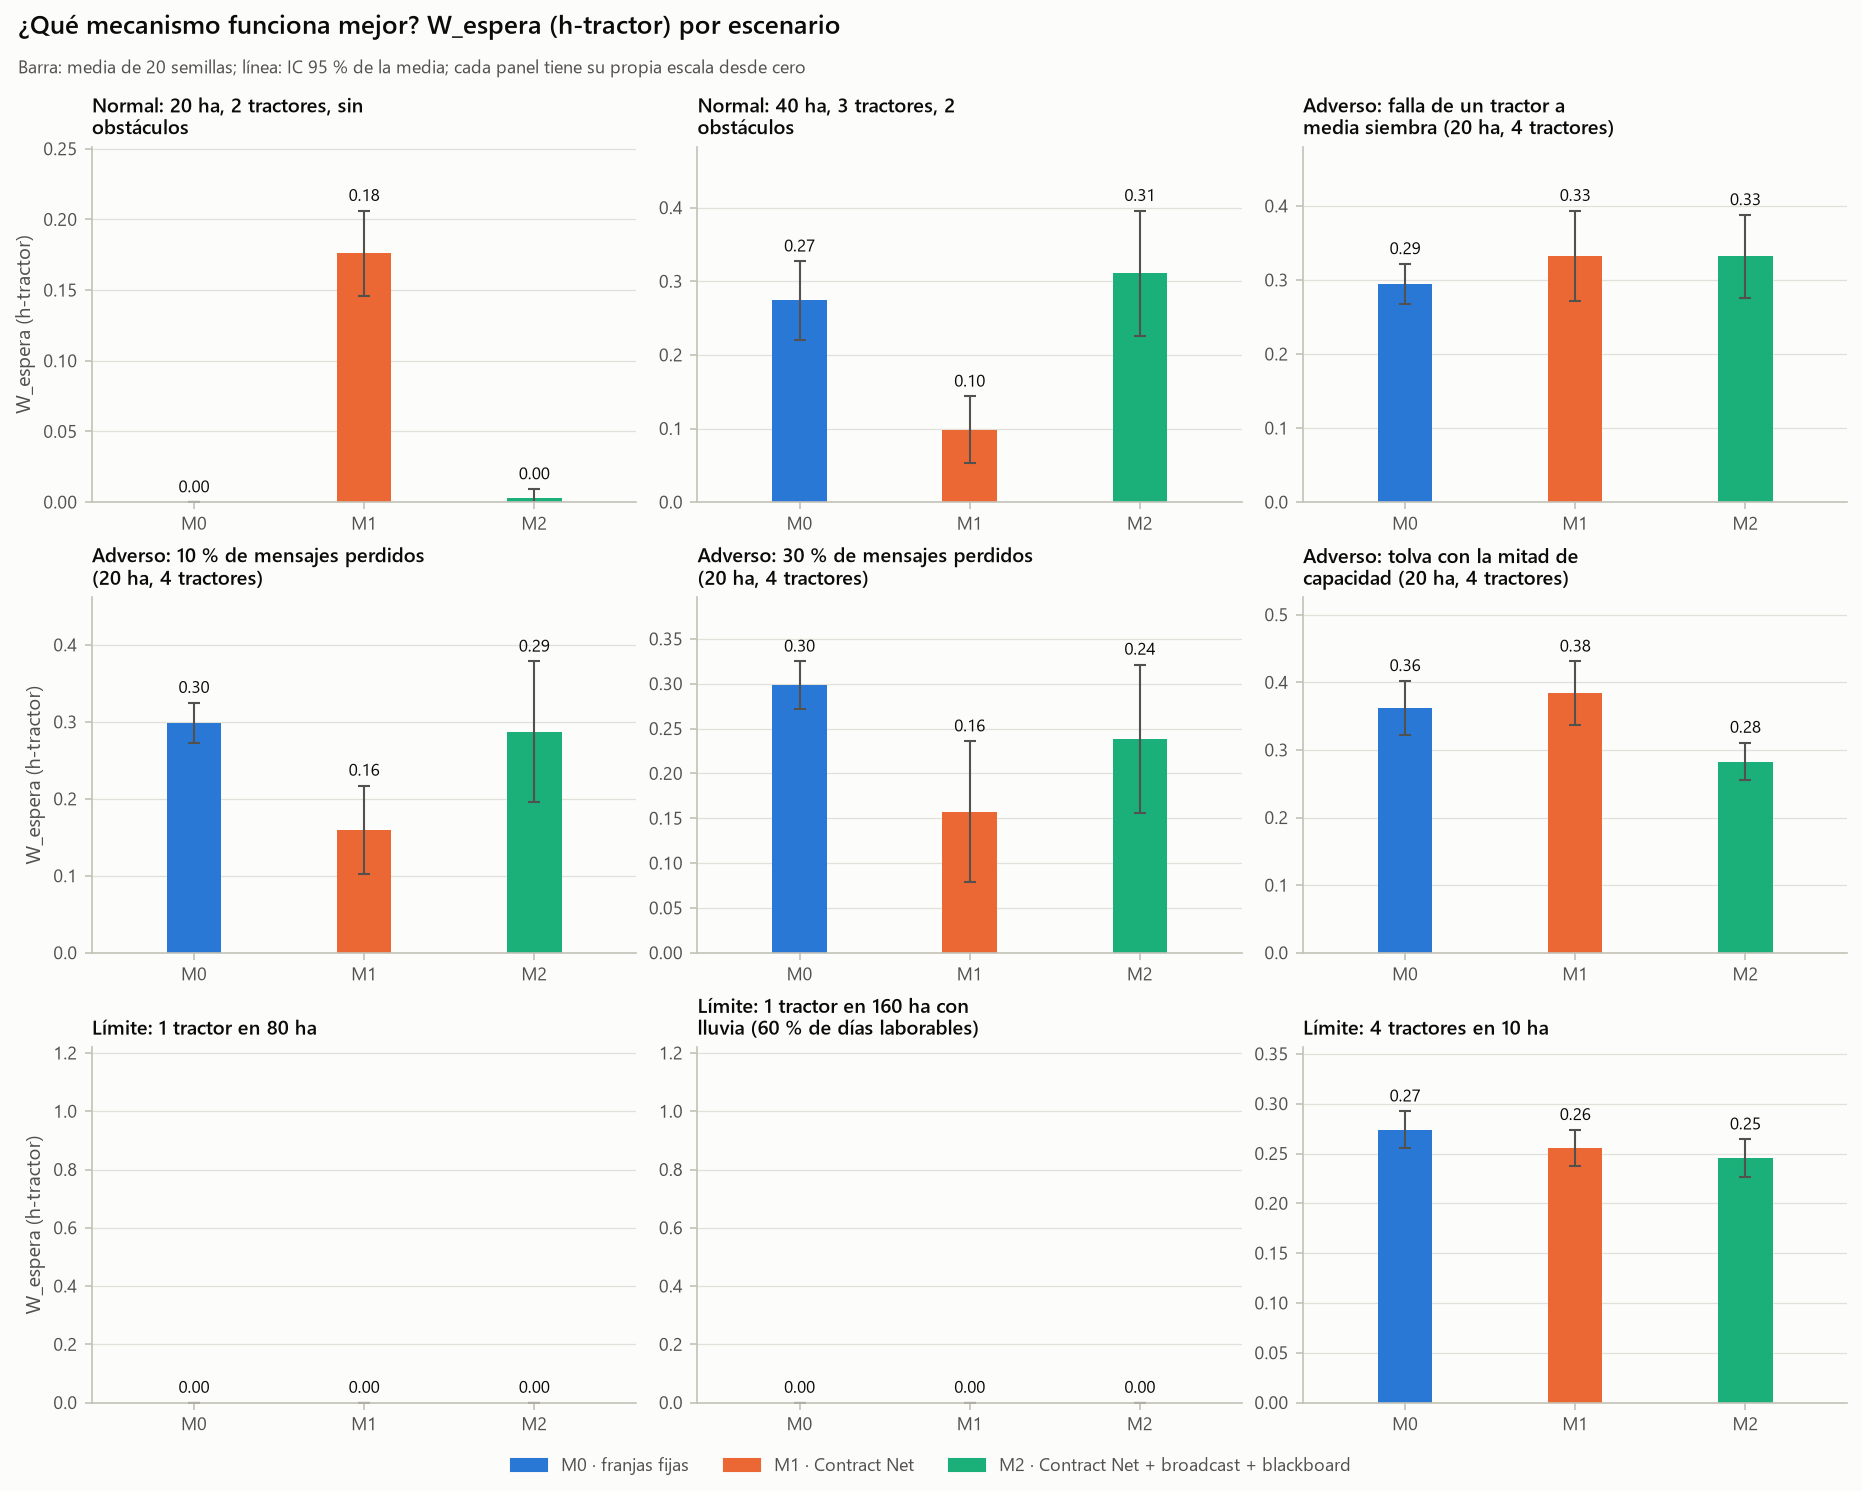 ¿Qué mecanismo funciona mejor? W_espera (h-tractor) por escenario
Barra: media de 20 semillas; línea: IC 95 % de la media; cada panel tiene su propia escala desde cero
Normal: 20 ha, 2 tractores, sin
obstáculos
W_espera (h-tractor)
0.25
0.20
0.15
0.10
0.05
0.00
0.00
0.18
0.00
M0
M1
M2
Normal: 40 ha, 3 tractores, 2
obstáculos
0.4
0.3
0.2
0.1
0.0
0.27
0.10
0.31
M0
M1
M2
Adverso: falla de un tractor a
media siembra (20 ha, 4 tractores)
0.4
0.3
0.2
0.1
0.0
0.29
0.33
0.33
M0
M1
M2
Adverso: 10 % de mensajes perdidos
(20 ha, 4 tractores)
W_espera (h-tractor)
0.4
0.3
0.2
0.1
0.0
0.30
0.16
0.29
M0
M1
M2
Adverso: 30 % de mensajes perdidos
(20 ha, 4 tractores)
0.35
0.30
0.25
0.20
0.15
0.10
0.05
0.00
0.30
0.16
0.24
M0
M1
M2
Adverso: tolva con la mitad de
capacidad (20 ha, 4 tractores)
0.5
0.4
0.3
0.2
0.1
0.0
0.36
0.38
0.28
M0
M1
M2
Límite: 1 tractor en 80 ha
W_espera (h-tractor)
1.2
1.0
0.8
0.6
0.4
0.2
0.0
0.00
0.00
0.00
M0
M1
M2
Límite: 1 tractor en 160 ha con
lluvia (60 % de días laborables)
1.2
1.0
0.8
0.6
0.4
0.2
0.0
0.00
0.00
0.00
M0
M1
M2
Límite: 4 tractores en 10 ha
0.35
0.30
0.25
0.20
0.15
0.10
0.05
0.00
0.27
0.26
0.25
M0
M1
M2
M0 · franjas fijas
M1 · Contract Net
M2 · Contract Net + broadcast + blackboard